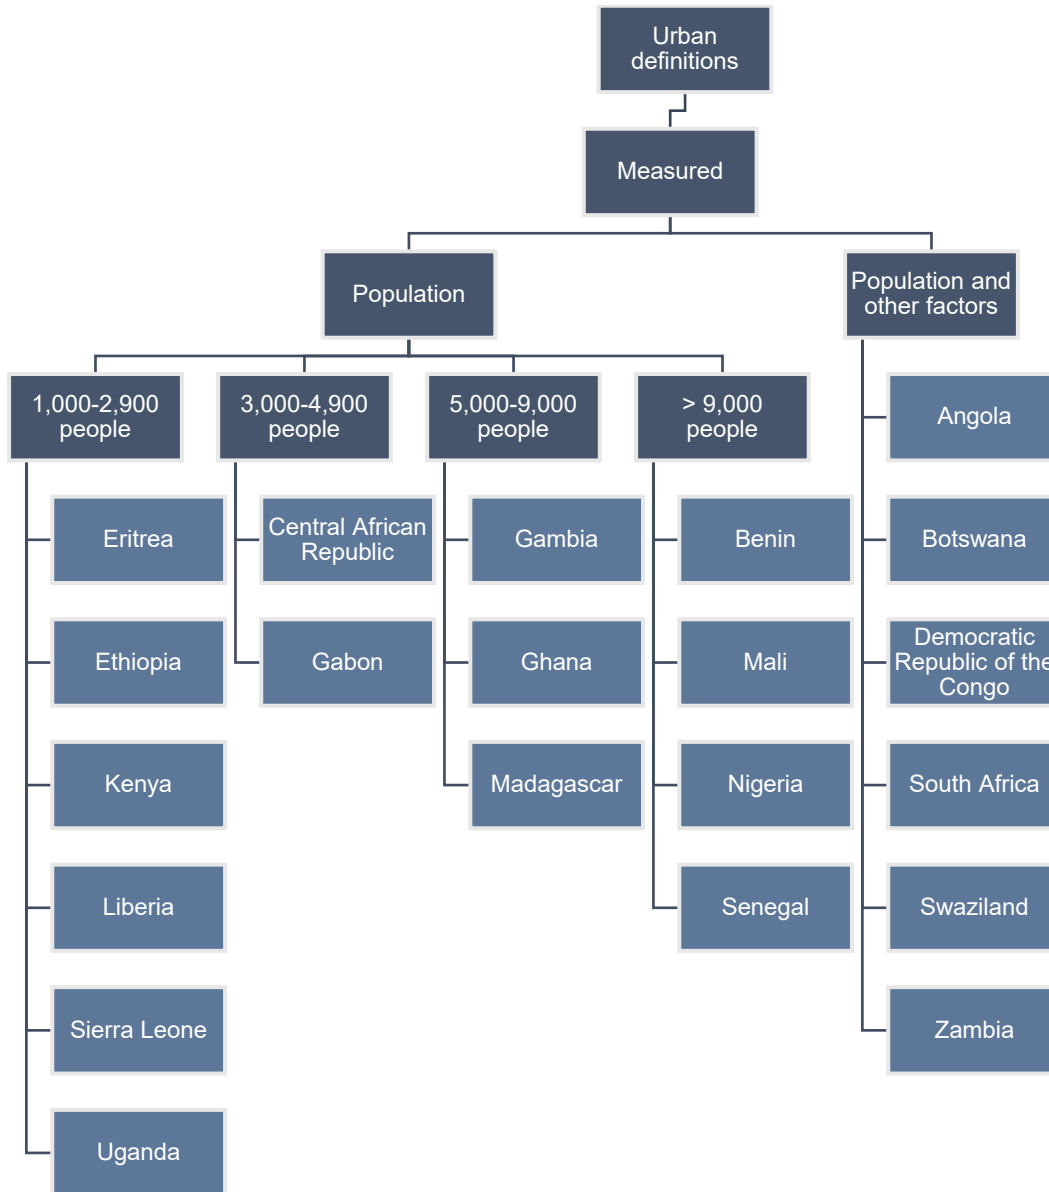 Urban
definitions
Measured
Population
Population and
other factors
1,000-2,900
people
3,000-4,900
people
5,000-9,000
people
> 9,000
people
Angola
Eritrea
Central African
Republic
Gambia
Benin
Botswana
Ethiopia
Gabon
Ghana
Mali
Democratic
Republic of the
Congo
Kenya
Madagascar
Nigeria
South Africa
Liberia
Senegal
Swaziland
Sierra Leone
Zambia
Uganda